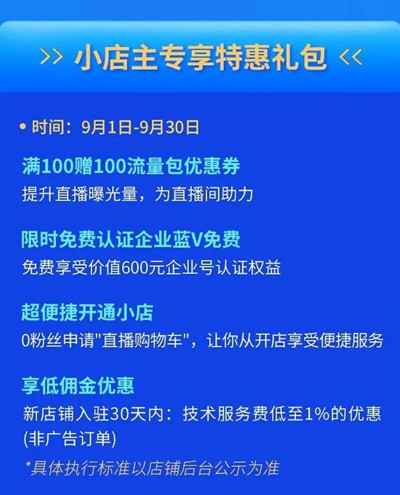 >> 小店主专享特惠礼包 <<
• 时间：9月1日-9月30日
满100赠100流量包优惠券
提升直播曝光量，为直播间助力
限时免费认证企业蓝V免费
免费享受价值600元企业号认证权益
超便捷开通小店
0粉丝申请"直播购物车"，让你从开店享受便捷服务
享低佣金优惠
新店铺入驻30天内：技术服务费低至1%的优惠
(非广告订单)
*具体执行标准以店铺后台公示为准